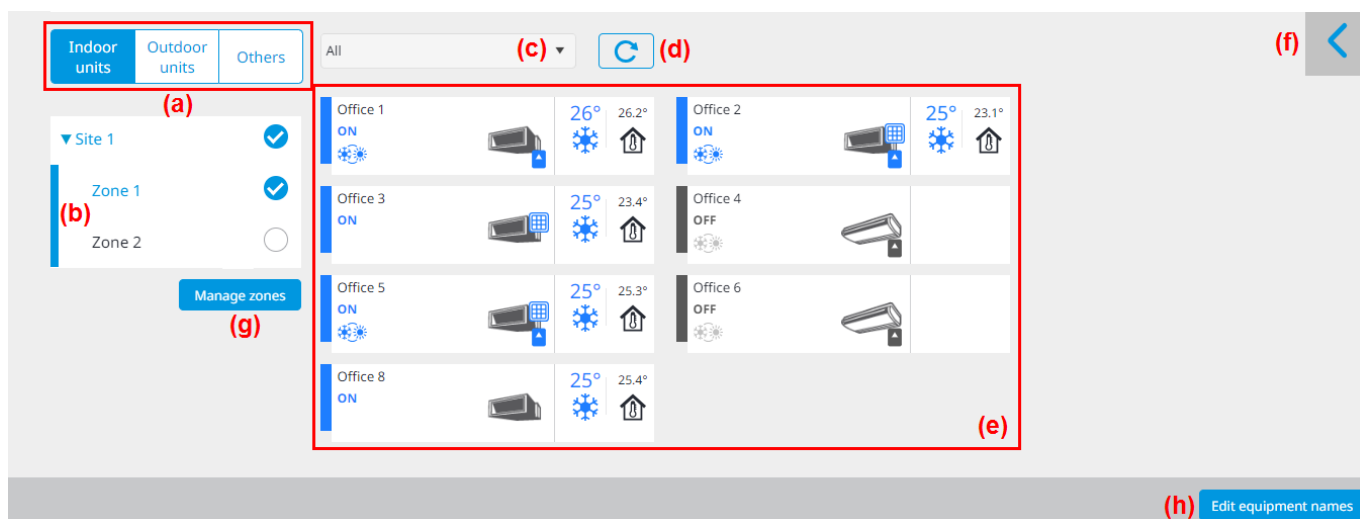 Indoor units
Outdoor units
Others
(a)
All
(c)
(d)
(f)
Site 1
Zone 1
(b)
Zone 2
Manage zones
(g)
Office 1
ON
26°
26.2°
Office 2
ON
25°
23.1°
Office 3
ON
25°
23.4°
Office 4
OFF
Office 5
ON
25°
25.3°
Office 6
OFF
Office 8
ON
25°
25.4°
(e)
(h)
Edit equipment names